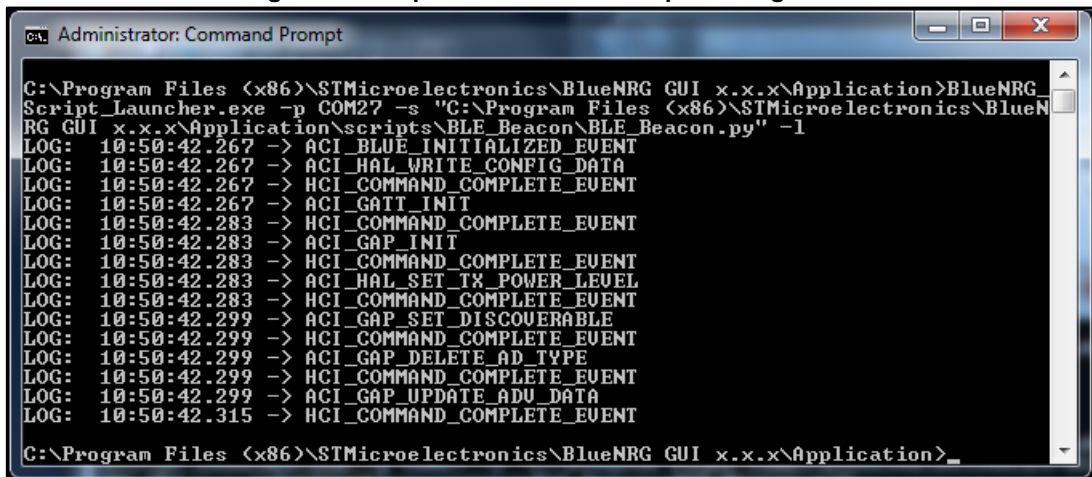 Administrator: Command Prompt
C:\Program Files (x86)\STMicroelectronics\BlueNRG GUI x.x.x\Application>BlueNRG_
Script_Launcher.exe -p COM27 -s "C:\Program Files (x86)\STMicroelectronics\BlueN
RG GUI x.x.x\Application\scripts\BLE_Beacon\BLE_Beacon.py" -l
LOG:  10:50:42.267 -> ACI_BLUE_INITIALIZED_EVENT
LOG:  10:50:42.267 -> ACI_HAL_WRITE_CONFIG_DATA
LOG:  10:50:42.267 -> HCI_COMMAND_COMPLETE_EVENT
LOG:  10:50:42.267 -> ACI_GATT_INIT
LOG:  10:50:42.283 -> HCI_COMMAND_COMPLETE_EVENT
LOG:  10:50:42.283 -> ACI_GAP_INIT
LOG:  10:50:42.283 -> HCI_COMMAND_COMPLETE_EVENT
LOG:  10:50:42.283 -> ACI_HAL_SET_TX_POWER_LEVEL
LOG:  10:50:42.283 -> HCI_COMMAND_COMPLETE_EVENT
LOG:  10:50:42.299 -> ACI_GAP_SET_DISCOVERABLE
LOG:  10:50:42.299 -> HCI_COMMAND_COMPLETE_EVENT
LOG:  10:50:42.299 -> ACI_GAP_DELETE_AD_TYPE
LOG:  10:50:42.299 -> HCI_COMMAND_COMPLETE_EVENT
LOG:  10:50:42.299 -> ACI_GAP_UPDATE_ADV_DATA
LOG:  10:50:42.315 -> HCI_COMMAND_COMPLETE_EVENT
C:\Program Files (x86)\STMicroelectronics\BlueNRG GUI x.x.x\Application>_